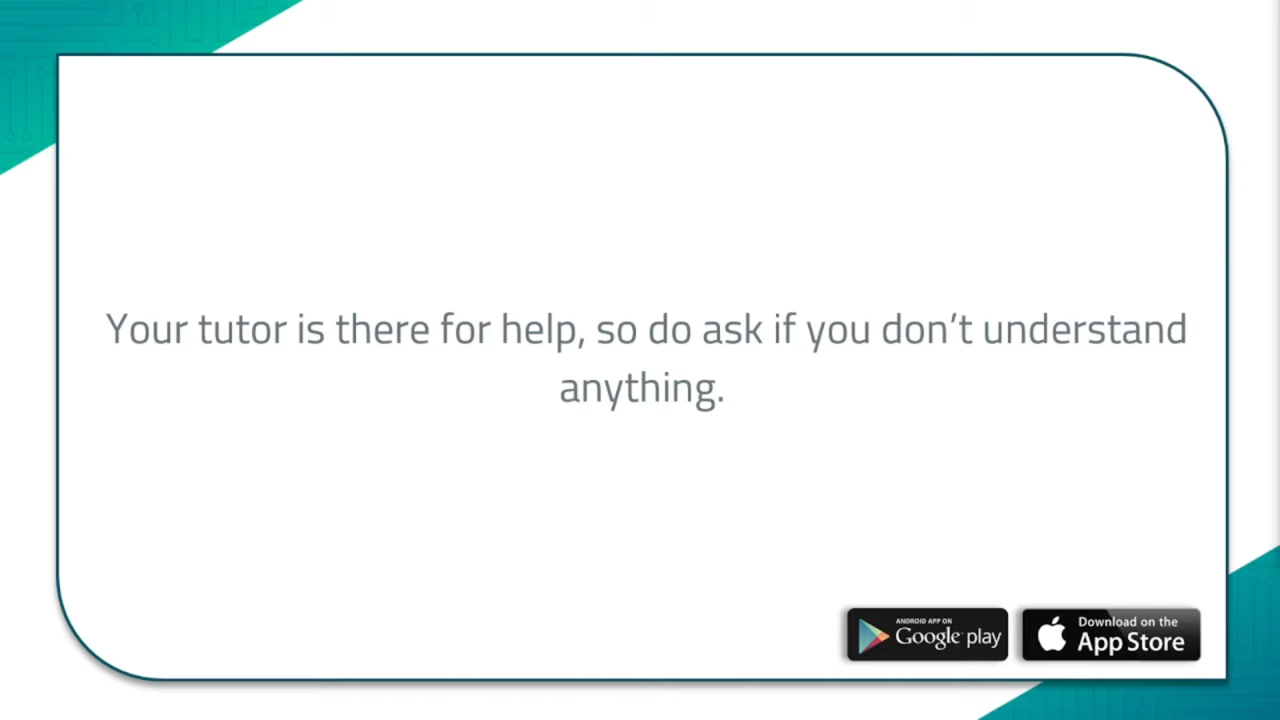 Your tutor is there for help, so do ask if you don’t understand
anything.
ANDROID APP ON
Google play
Download on the
App Store